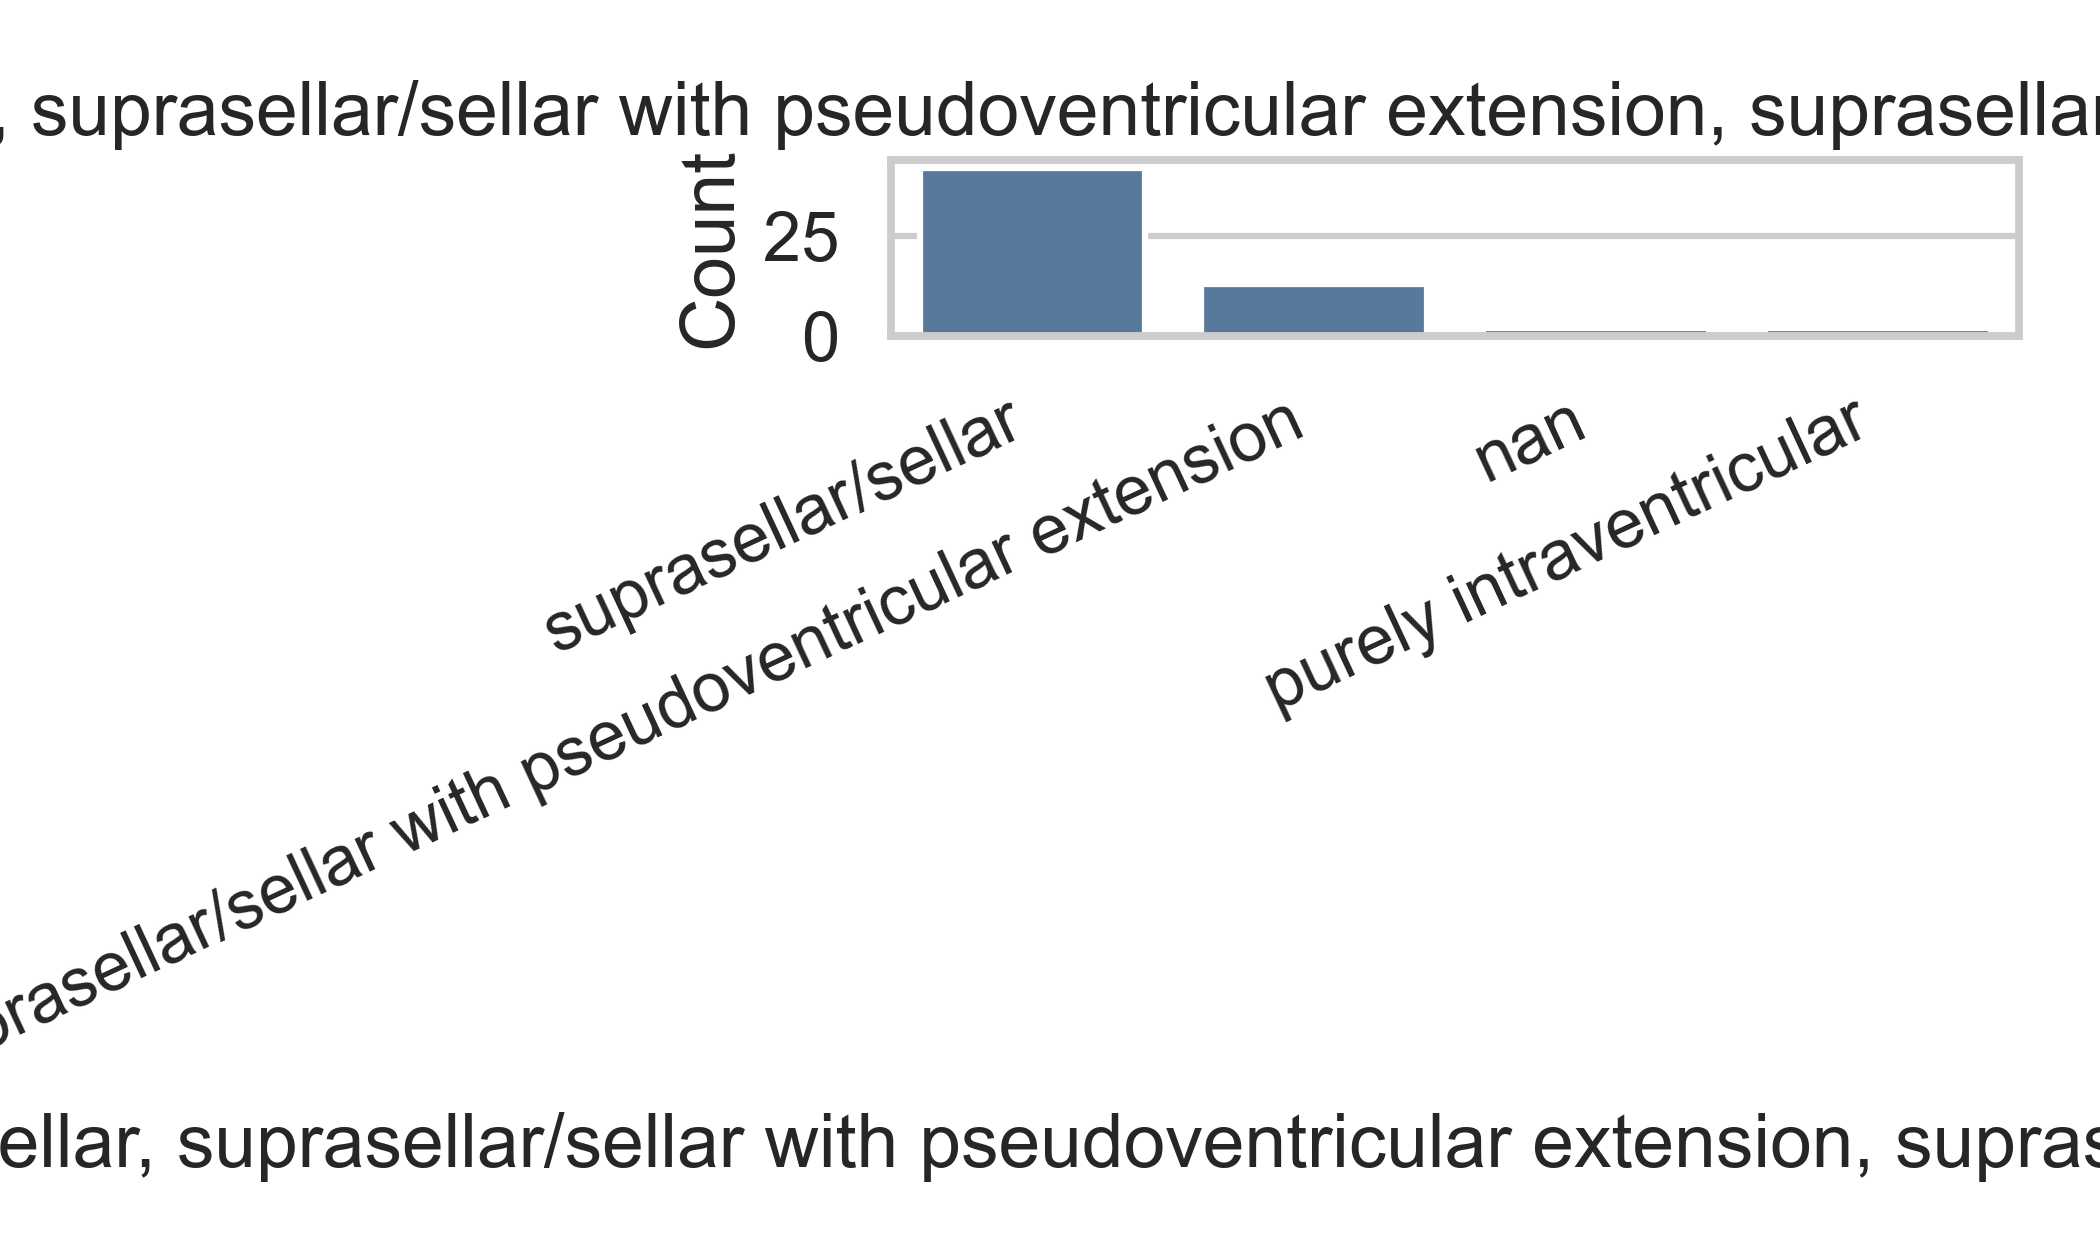 , suprasellar/sellar with pseudoventricular extension, suprasellar
Count
25
0
suprasellar/sellar
prasellar/sellar with pseudoventricular extension
nan
purely intraventricular
ellar, suprasellar/sellar with pseudoventricular extension, supras